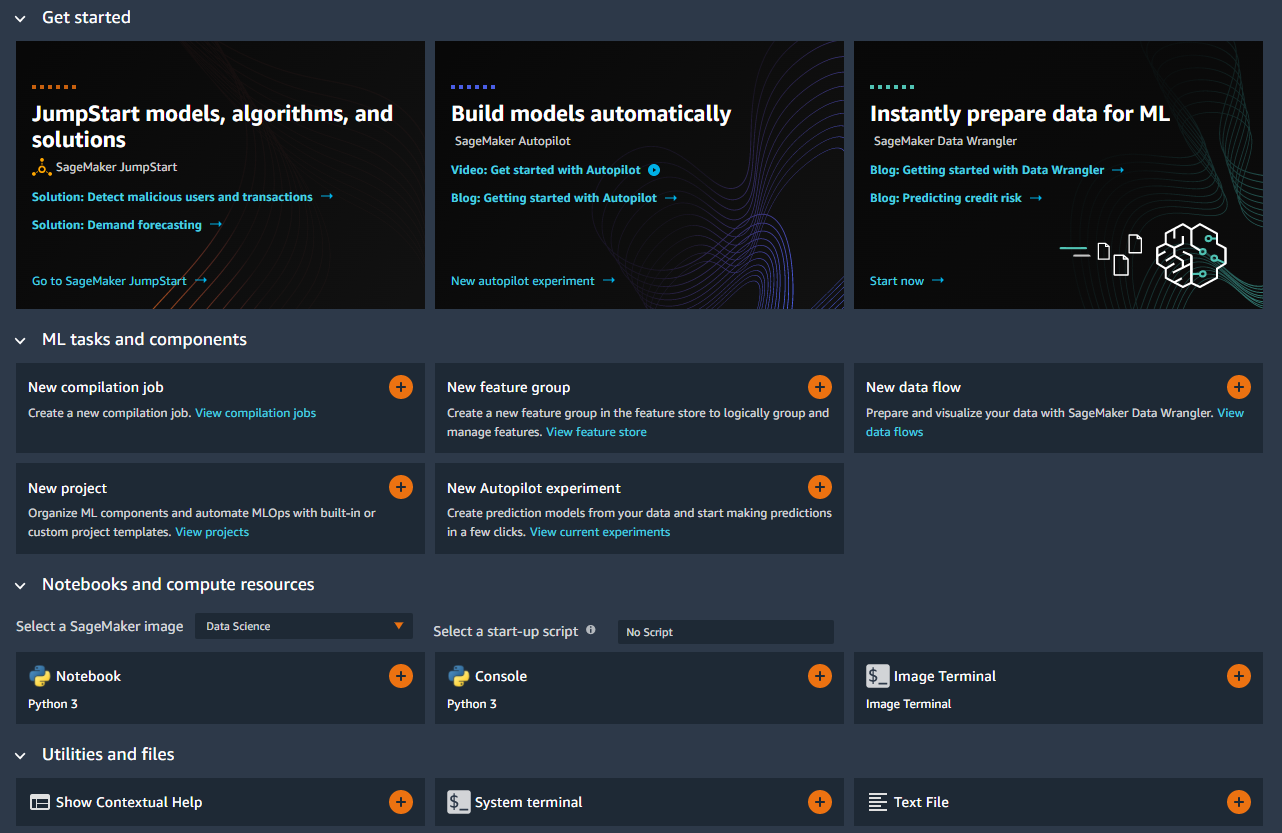 Get started
JumpStart models, algorithms, and
solutions
SageMaker JumpStart
Solution: Detect malicious users and transactions →
Solution: Demand forecasting →
Go to SageMaker JumpStart →
Build models automatically
SageMaker Autopilot
Video: Get started with Autopilot
Blog: Getting started with Autopilot →
New autopilot experiment →
Instantly prepare data for ML
SageMaker Data Wrangler
Blog: Getting started with Data Wrangler →
Blog: Predicting credit risk →
Start now →
ML tasks and components
New compilation job
Create a new compilation job. View compilation jobs
New feature group
Create a new feature group in the feature store to logically group and
manage features. View feature store
New data flow
Prepare and visualize your data with SageMaker Data Wrangler. View
data flows
New project
Organize ML components and automate MLOps with built-in or
custom project templates. View projects
New Autopilot experiment
Create prediction models from your data and start making predictions
in a few clicks. View current experiments
Notebooks and compute resources
Select a SageMaker image
Data Science
Select a start-up script
No Script
Notebook
Python 3
Console
Python 3
$_ Image Terminal
Image Terminal
Utilities and files
Show Contextual Help
$_ System terminal
Text File